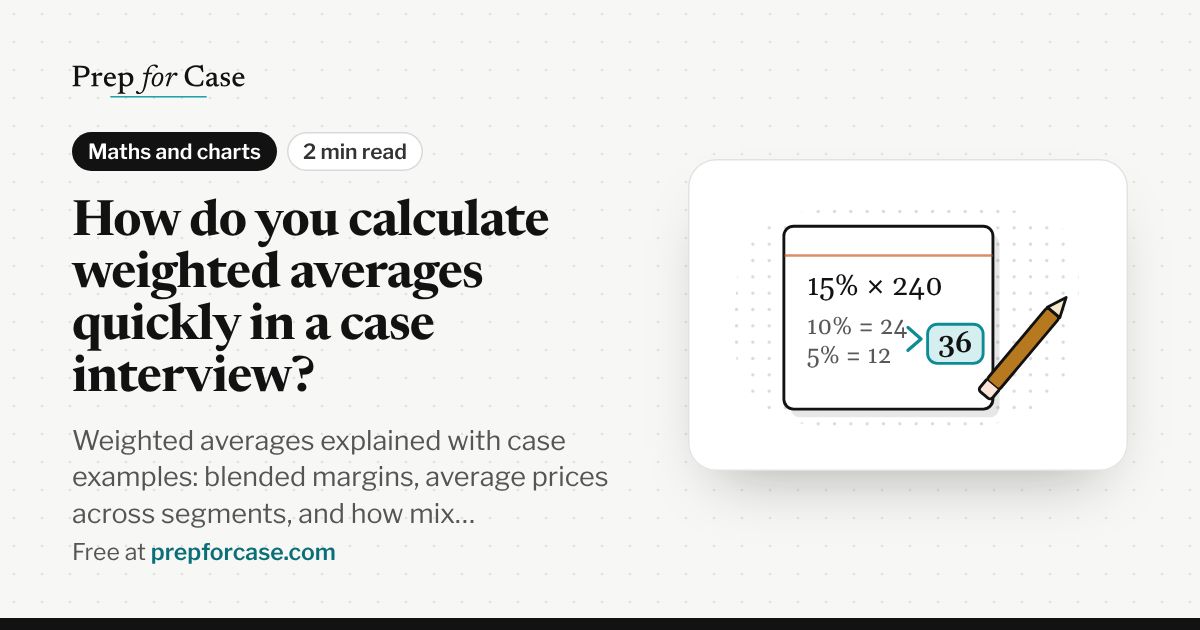 Prep for Case
Maths and charts
2 min read
How do you calculate
weighted averages
quickly in a case
interview?
Weighted averages explained with case
examples: blended margins, average prices
across segments, and how mix...
Free at prepforcase.com
15% × 240
10% = 24
5% = 12
36